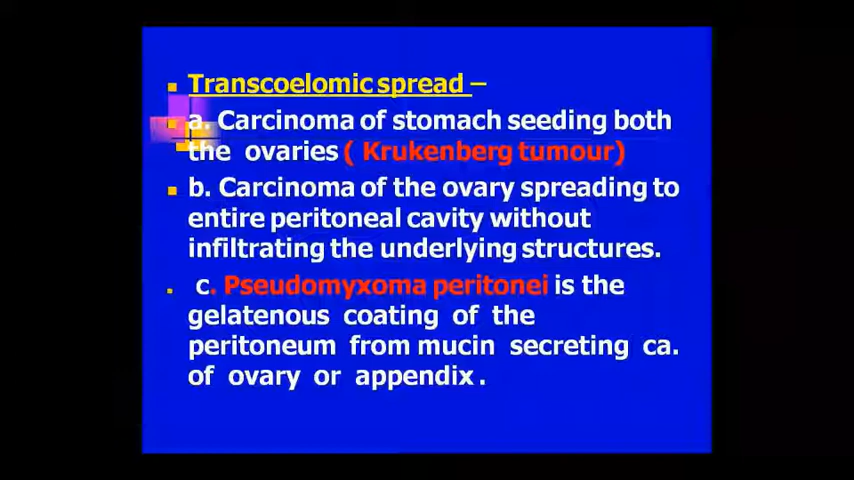 Transcoelomic spread –
a. Carcinoma of stomach seeding both
the ovaries ( Krukenberg tumour)
b. Carcinoma of the ovary spreading to
entire peritoneal cavity without
infiltrating the underlying structures.
c. Pseudomyxoma peritonei is the
gelatenous coating of the
peritoneum from mucin secreting ca.
of ovary or appendix .